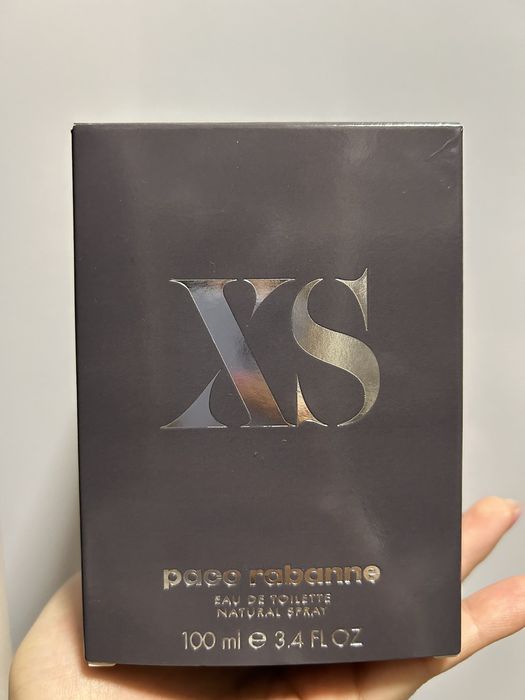 XS
paco rabanne
EAU DE TOILETTE
NATURAL SPRAY
100 ml ℮ 3.4 FL OZ